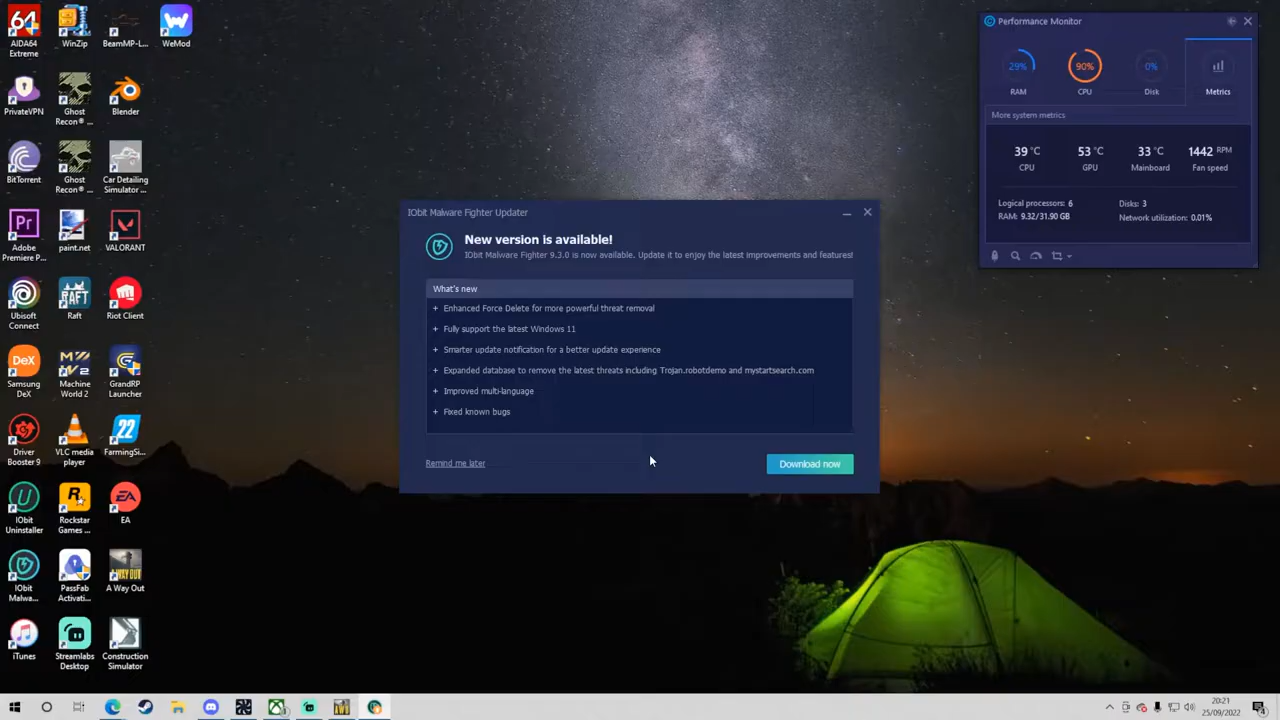 AIDA64
Extreme
WinZip
BeamMP-L...
WeMod
PrivateVPN
Ghost
Recon® ...
Blender
BitTorrent
Ghost
Recon® ...
Car Detailing
Simulator ...
Adobe
Premiere P...
paint.net
VALORANT
Ubisoft
Connect
Raft
Riot Client
Samsung
DeX
Machine
World 2
GrandRP
Launcher
Driver
Booster 9
VLC media
player
FarmingSi...
IObit
Uninstaller
Rockstar
Games ...
EA
IObit
Malwa...
PassFab
Activati...
A Way Out
iTunes
Streamlabs
Desktop
Construction
Simulator
IObit Malware Fighter Updater
New version is available!
IObit Malware Fighter 9.3.0 is now available. Update it to enjoy the latest improvements and features!
What's new
+ Enhanced Force Delete for more powerful threat removal
+ Fully support the latest Windows 11
+ Smarter update notification for a better update experience
+ Expanded database to remove the latest threats including Trojan.robotdemo and mystartsearch.com
+ Improved multi-language
+ Fixed known bugs
Remind me later
Download now
Performance Monitor
29% 90% 0%
RAM CPU Disk Metrics
More system metrics
39 °C 53 °C 33 °C 1442 RPM
CPU GPU Mainboard Fan speed
Logical processors: 6 Disks: 3
RAM: 9.32/31.90 GB Network utilization: 0.01%
20:21
25/09/2022